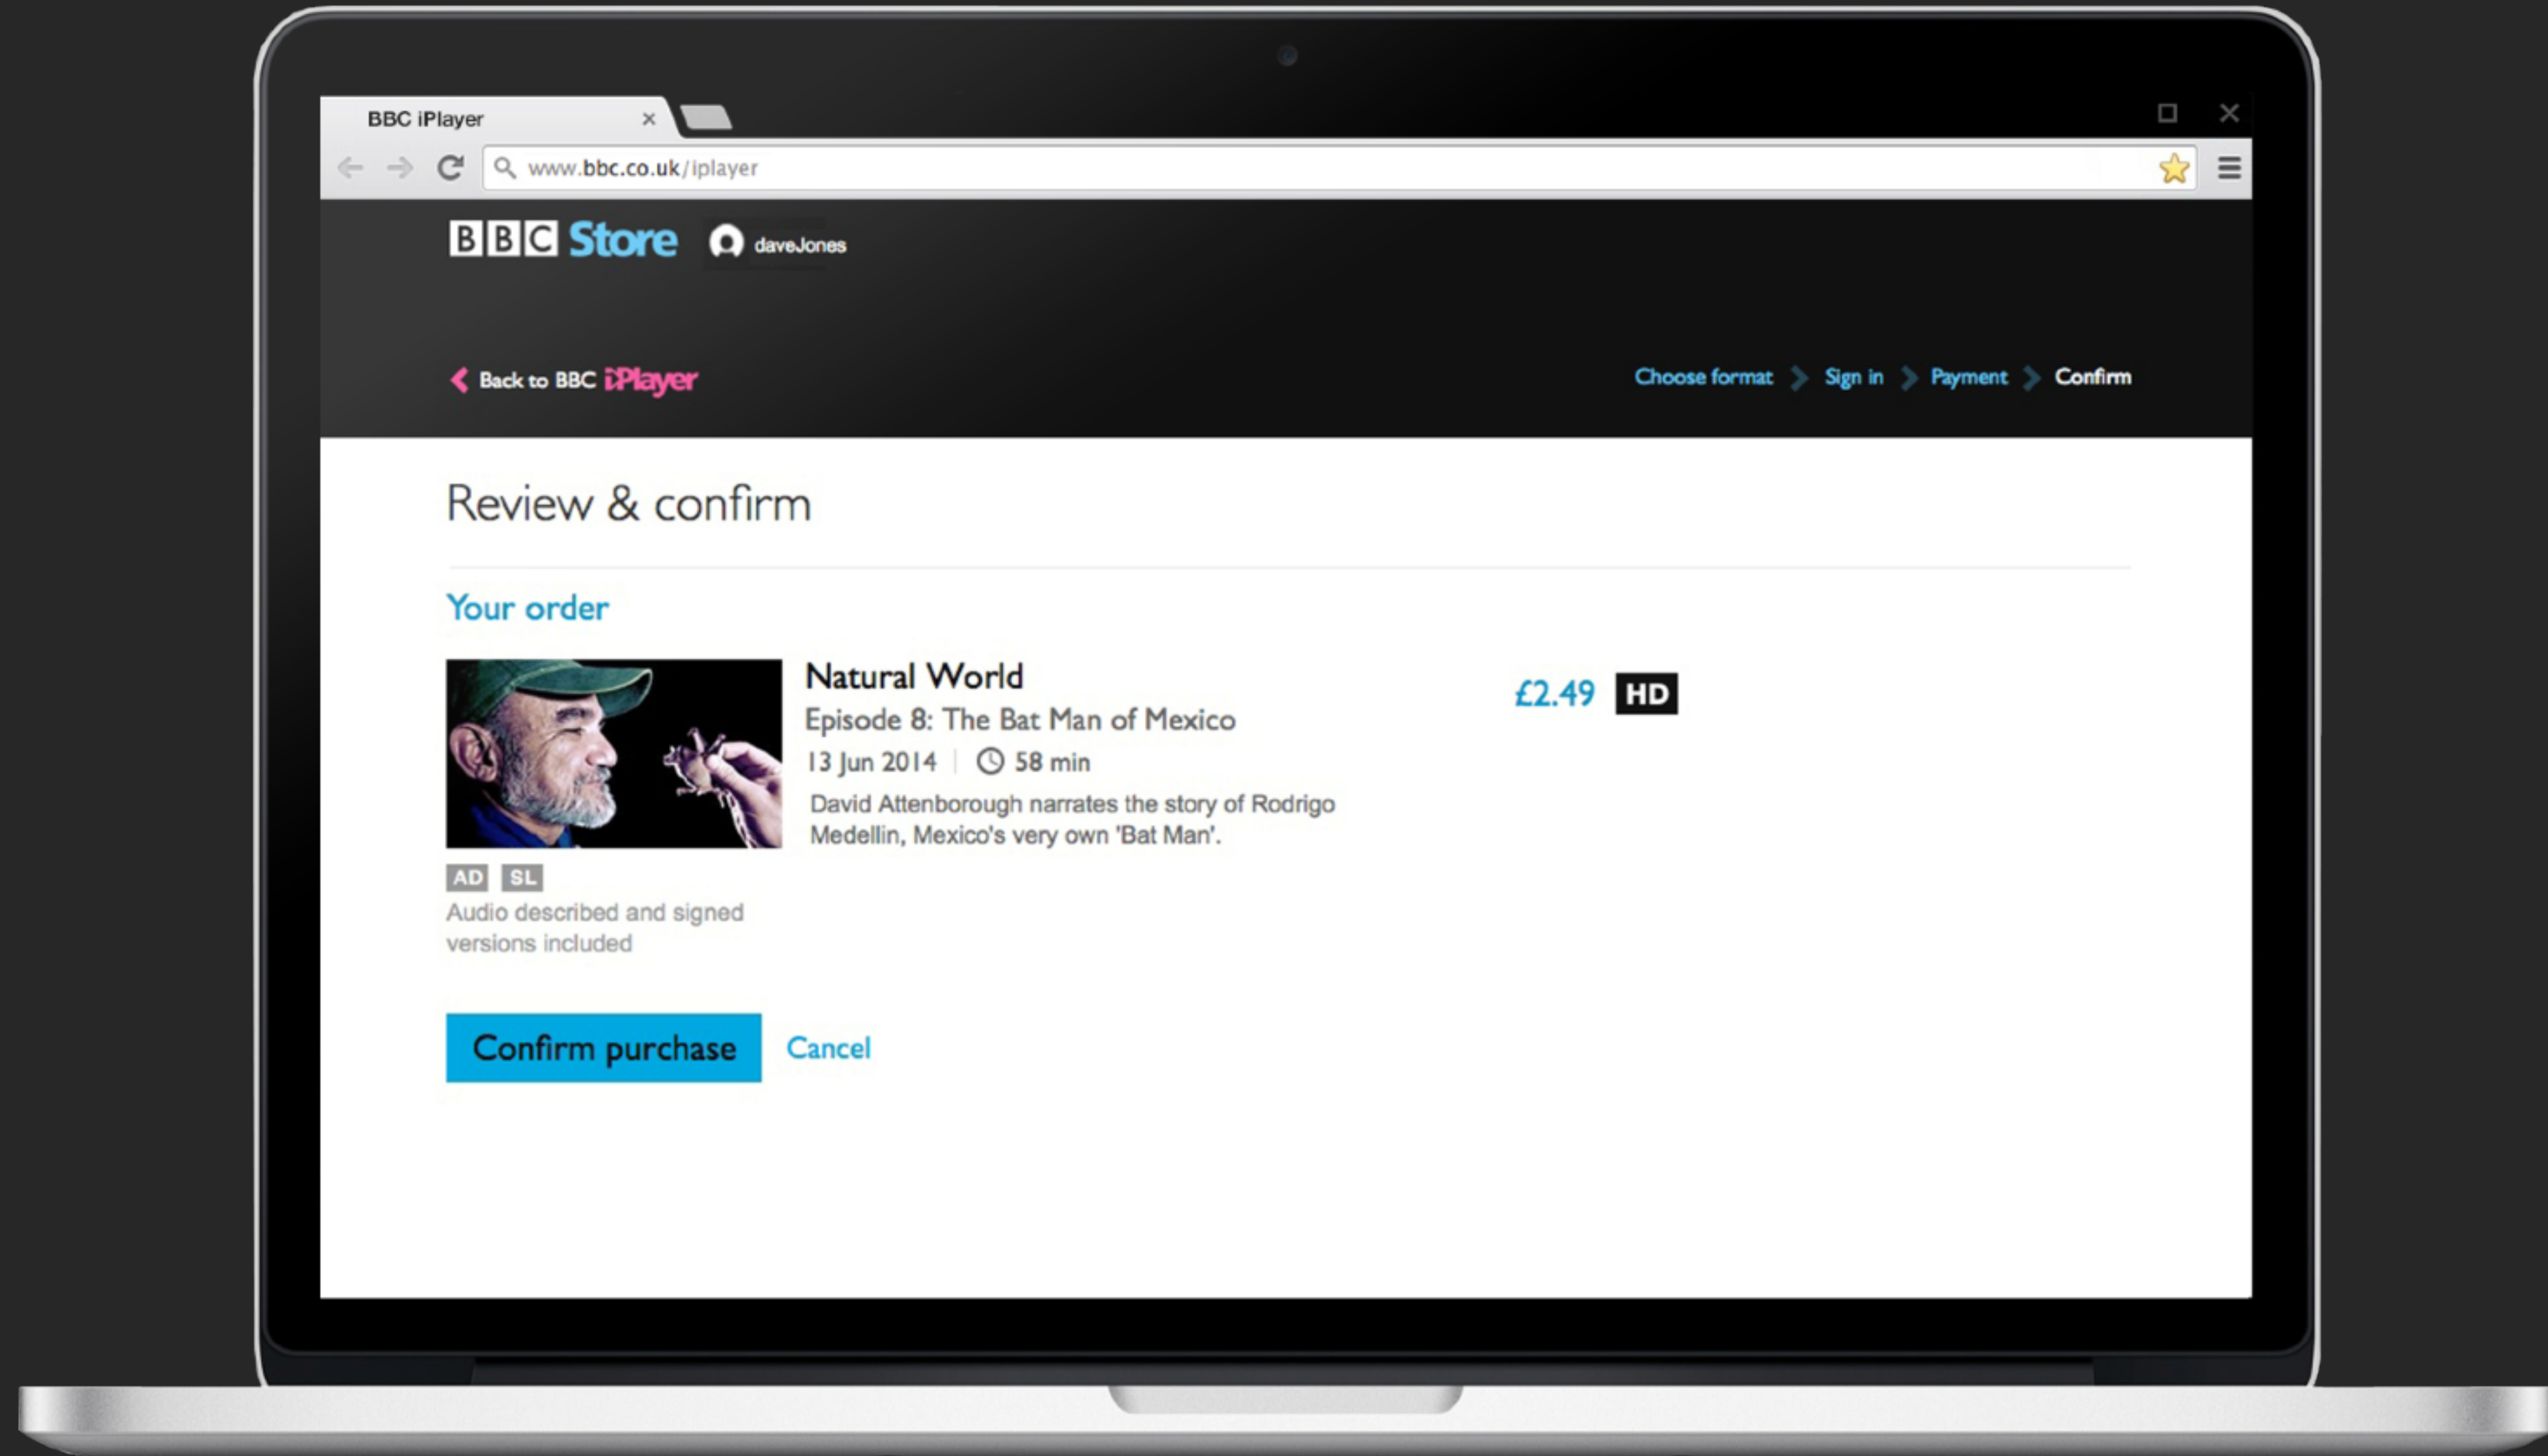 BBC iPlayer
www.bbc.co.uk/iplayer
BBC Store daveJones
Back to BBC iPlayer
Choose format Sign in Payment Confirm
Review & confirm
Your order
Natural World
Episode 8: The Bat Man of Mexico
13 Jun 2014 58 min
David Attenborough narrates the story of Rodrigo
Medellin, Mexico's very own 'Bat Man'.
£2.49 HD
AD SL
Audio described and signed
versions included
Confirm purchase Cancel